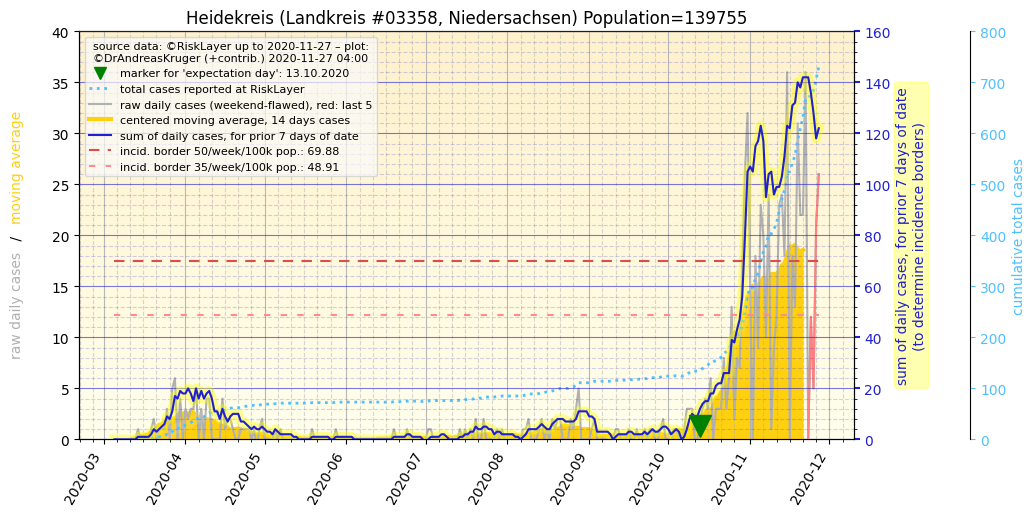 Heidekreis (Landkreis #03358, Niedersachsen) Population=139755
source data: ©RiskLayer up to 2020-11-27 – plot:
©DrAndreasKruger (+contrib.) 2020-11-27 04:00
marker for 'expectation day': 13.10.2020
total cases reported at RiskLayer
raw daily cases (weekend-flawed), red: last 5
centered moving average, 14 days cases
sum of daily cases, for prior 7 days of date
incid. border 50/week/100k pop.: 69.88
incid. border 35/week/100k pop.: 48.91
raw daily cases / moving average
40
35
30
25
20
15
10
5
0
2020-03
2020-04
2020-05
2020-06
2020-07
2020-08
2020-09
2020-10
2020-11
2020-12
160
140
120
100
80
60
40
20
0
sum of daily cases, for prior 7 days of date
(to determine incidence borders)
800
700
600
500
400
300
200
100
0
cumulative total cases